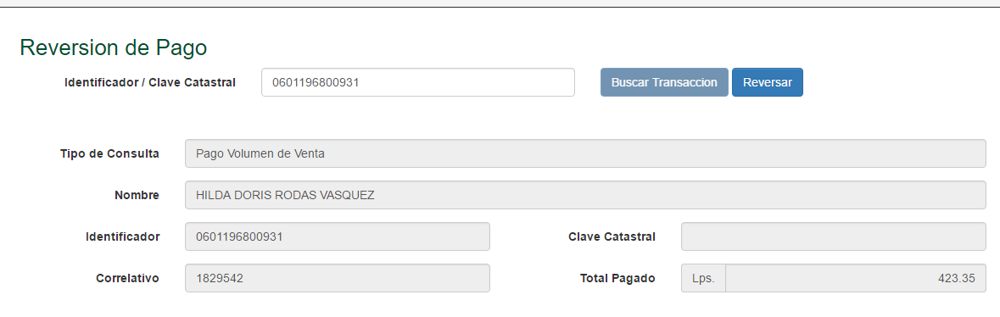 Reversion de Pago
Identificador / Clave Catastral 0601196800931 Buscar Transaccion Reversar
Tipo de Consulta Pago Volumen de Venta
Nombre HILDA DORIS RODAS VASQUEZ
Identificador 0601196800931 Clave Catastral
Correlativo 1829542 Total Pagado Lps. 423.35